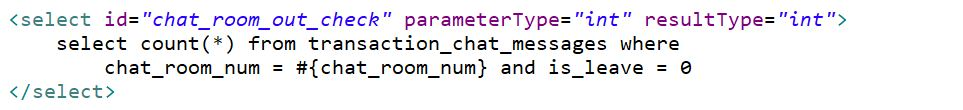 <select id="chat_room_out_check" parameterType="int" resultType="int">
    select count(*) from transaction_chat_messages where
        chat_room_num = #{chat_room_num} and is_leave = 0
</select>